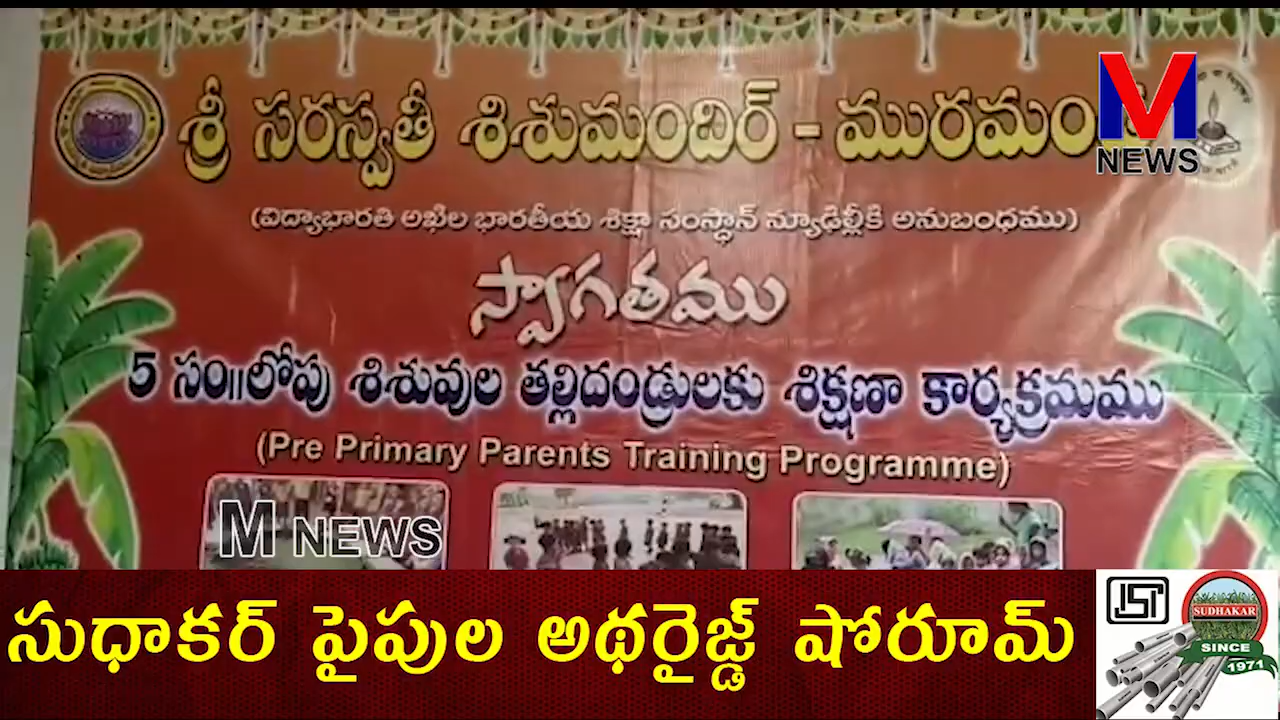 శ్రీ సరస్వతీ శిశుమందిర్ -
M NEWS
(విద్యాభారతి అఖిల భారతీయ శిక్షా సంస్థాన్ న్యూఢిల్లీకి అనుబంధము)
స్వాగతము
5 సం॥లోపు శిశువుల తల్లిదండ్రులకు శిక్షణా కార్యక్రమము
(Pre Primary Parents Training Programme)
M NEWS
సుధాకర్ పైపుల అథరైజ్డ్ షోరూమ్
ISI
SUDHAKAR
SINCE
1971